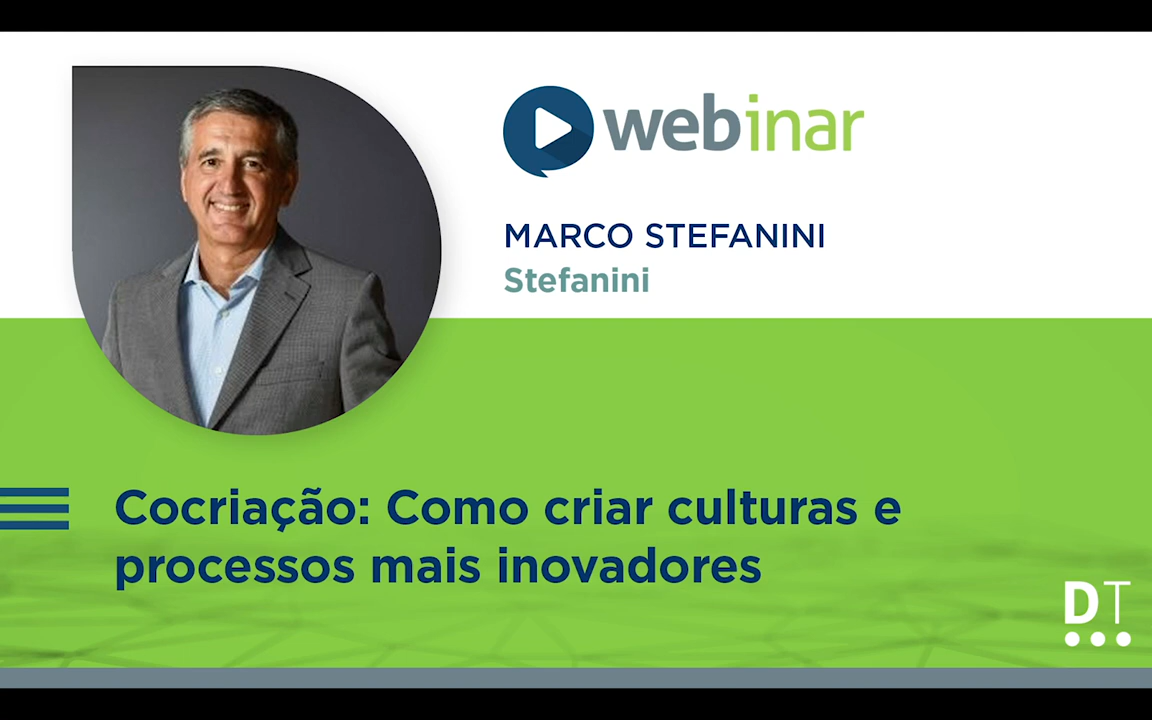 webinar
MARCO STEFANINI
Stefanini
Cocriação: Como criar culturas e
processos mais inovadores
DT